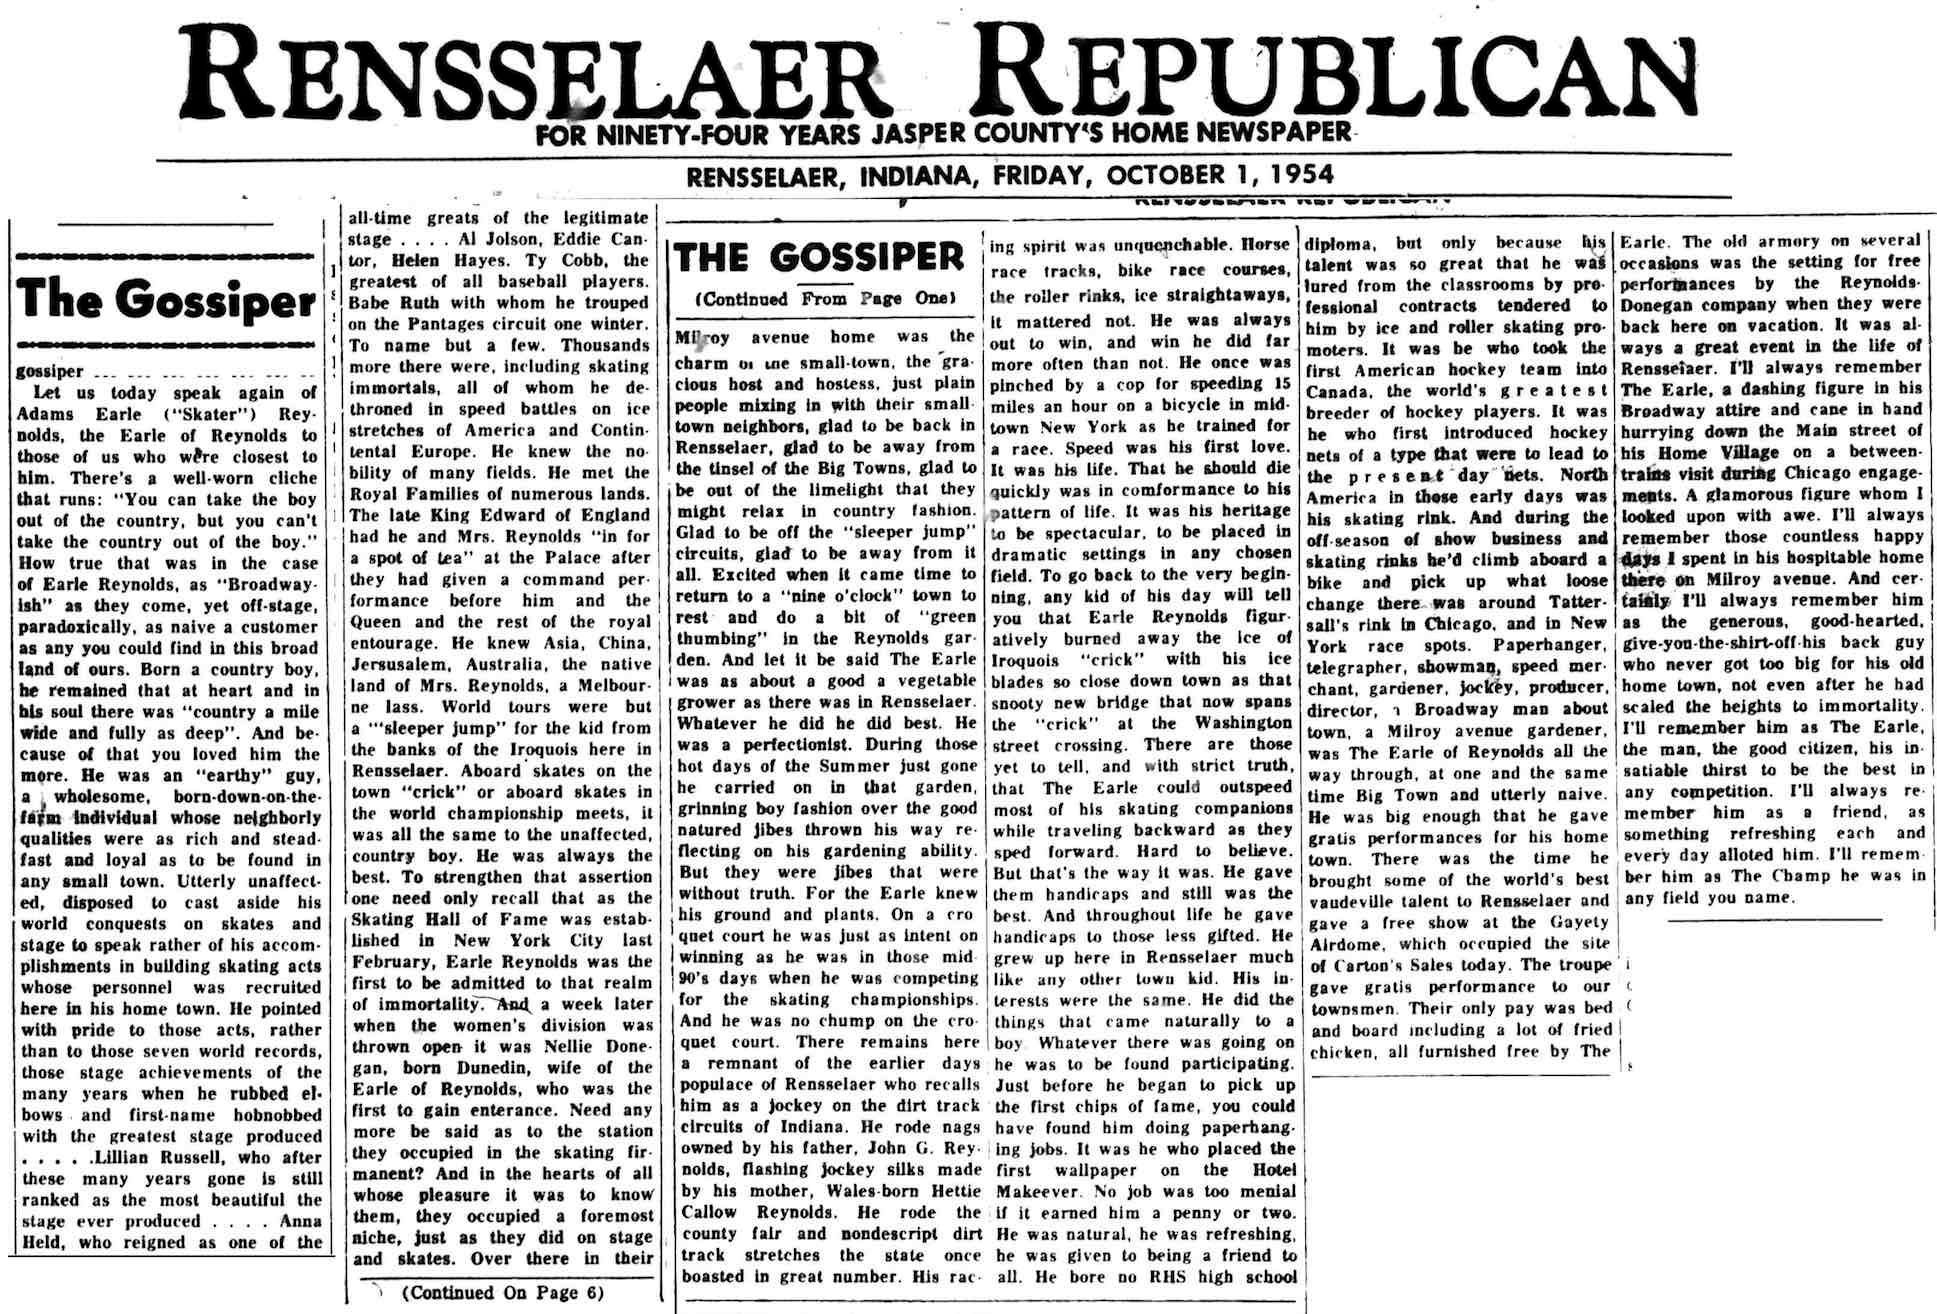 RENSSELAER REPUBLICAN
FOR NINETY-FOUR YEARS JASPER COUNTY'S HOME NEWSPAPER
RENSSELAER, INDIANA, FRIDAY, OCTOBER 1, 1954
The Gossiper
gossiper ... ... ... ... ... ... ... ...
Let us today speak again of
Adams Earle ("Skater") Rey-
nolds, the Earle of Reynolds to
those of us who were closest to
him. There's a well-worn cliche
that runs: "You can take the boy
out of the country, but you can't
take the country out of the boy."
How true that was in the case
of Earle Reynolds, as "Broadway-
ish" as they come, yet off-stage,
paradoxically, as naive a customer
as any you could find in this broad
land of ours. Born a country boy,
he remained that at heart and in
his soul there was "country a mile
wide and fully as deep". And be-
cause of that you loved him the
more. He was an "earthy" guy,
a wholesome, born-down-on-the-
farm individual whose neighborly
qualities were as rich and stead-
fast and loyal as to be found in
any small town. Utterly unaffect-
ed, disposed to cast aside his
world conquests on skates and
stage to speak rather of his accom-
plishments in building skating acts
whose personnel was recruited
here in his home town. He pointed
with pride to those acts, rather
than to those seven world records,
those stage achievements of the
many years when he rubbed el-
bows and first-name hobnobbed
with the greatest stage produced
. . . . .Lillian Russell, who after
these many years gone is still
ranked as the most beautiful the
stage ever produced . . . . Anna
Held, who reigned as one of the
all-time greats of the legitimate
stage . . . . Al Jolson, Eddie Can-
tor, Helen Hayes. Ty Cobb, the
greatest of all baseball players.
Babe Ruth with whom he trouped
on the Pantages circuit one winter.
To name but a few. Thousands
more there were, including skating
immortals, all of whom he de-
throned in speed battles on ice
stretches of America and Contin-
tental Europe. He knew the no-
bility of many fields. He met the
Royal Families of numerous lands.
The late King Edward of England
had he and Mrs. Reynolds "in for
a spot of tea" at the Palace after
they had given a command per-
formance before him and the
Queen and the rest of the royal
entourage. He knew Asia, China,
Jersusalem, Australia, the native
land of Mrs. Reynolds, a Melbour-
ne lass. World tours were but
a "'sleeper jump" for the kid from
the banks of the Iroquois here in
Rensselaer. Aboard skates on the
town "crick" or aboard skates in
the world championship meets, it
was all the same to the unaffected,
country boy. He was always the
best. To strengthen that assertion
one need only recall that as the
Skating Hall of Fame was estab-
lished in New York City last
February, Earle Reynolds was the
first to be admitted to that realm
of immortality. And a week later
when the women's division was
thrown open it was Nellie Done-
gan, born Dunedin, wife of the
Earle of Reynolds, who was the
first to gain enterance. Need any
more be said as to the station
they occupied in the skating fir-
manent? And in the hearts of all
whose pleasure it was to know
them, they occupied a foremost
niche, just as they did on stage
and skates. Over there in their
(Continued On Page 6)
THE GOSSIPER
(Continued From Page One)
Milroy avenue home was the
charm of the small-town, the gra-
cious host and hostess, just plain
people mixing in with their small-
town neighbors, glad to be back in
Rensselaer, glad to be away from
the tinsel of the Big Towns, glad to
be out of the limelight that they
might relax in country fashion.
Glad to be off the "sleeper jump"
circuits, glad to be away from it
all. Excited when it came time to
return to a "nine o'clock" town to
rest and do a bit of "green
thumbing" in the Reynolds gar-
den. And let it be said The Earle
was as about a good a vegetable
grower as there was in Rensselaer.
Whatever he did he did best. He
was a perfectionist. During those
hot days of the Summer just gone
he carried on in that garden,
grinning boy fashion over the good
natured jibes thrown his way re-
flecting on his gardening ability.
But they were jibes that were
without truth. For the Earle knew
his ground and plants. On a cro
quet court he was just as intent on
winning as he was in those mid
90's days when he was competing
for the skating championships.
And he was no chump on the cro-
quet court. There remains here
a remnant of the earlier days
populace of Rensselaer who recalls
him as a jockey on the dirt track
circuits of Indiana. He rode nags
owned by his father, John G. Rey-
nolds, flashing jockey silks made
by his mother, Wales-born Hettie
Callow Reynolds. He rode the
county fair and nondescript dirt
track stretches the state once
boasted in great number. His rac-
ing spirit was unquenchable. Horse
race tracks, bike race courses,
the roller rinks, ice straightaways,
it mattered not. He was always
out to win, and win he did far
more often than not. He once was
pinched by a cop for speeding 15
miles an hour on a bicycle in mid-
town New York as he trained for
a race. Speed was his first love.
It was his life. That he should die
quickly was in comformance to his
pattern of life. It was his heritage
to be spectacular, to be placed in
dramatic settings in any chosen
field. To go back to the very begin-
ning, any kid of his day will tell
you that Earle Reynolds figur-
atively burned away the ice of
Iroquois "crick" with his ice
blades so close down town as that
snooty new bridge that now spans
the "crick" at the Washington
street crossing. There are those
yet to tell, and with strict truth,
that The Earle could outspeed
most of his skating companions
while traveling backward as they
sped forward. Hard to believe.
But that's the way it was. He gave
them handicaps and still was the
best. And throughout life he gave
handicaps to those less gifted. He
grew up here in Rensselaer much
like any other town kid. His in-
terests were the same. He did the
things that came naturally to a
boy. Whatever there was going on
he was to be found participating.
Just before he began to pick up
the first chips of fame, you could
have found him doing paperhang-
ing jobs. It was he who placed the
first wallpaper on the Hotel
Makeever. No job was too menial
if it earned him a penny or two.
He was natural, he was refreshing,
he was given to being a friend to
all. He bore no RHS high school
diploma, but only because his
talent was so great that he was
lured from the classrooms by pro-
fessional contracts tendered to
him by ice and roller skating pro-
moters. It was he who took the
first American hockey team into
Canada, the world's greatest
breeder of hockey players. It was
he who first introduced hockey
nets of a type that were to lead to
the present day nets. North
America in those early days was
his skating rink. And during the
off-season of show business and
skating rinks he'd climb aboard a
bike and pick up what loose
change there was around Tatter-
sall's rink in Chicago, and in New
York race spots. Paperhanger,
telegrapher, showman, speed mer-
chant, gardener, jockey, producer,
director, a Broadway man about
town, a Milroy avenue gardener,
was The Earle of Reynolds all the
way through, at one and the same
time Big Town and utterly naive.
He was big enough that he gave
gratis performances for his home
town. There was the time he
brought some of the world's best
vaudeville talent to Rensselaer and
gave a free show at the Gayety
Airdome, which occupied the site
of Carton's Sales today. The troupe
gave gratis performance to our
townsmen. Their only pay was bed
and board including a lot of fried
chicken, all furnished free by The
Earle. The old armory on several
occasions was the setting for free
performances by the Reynolds-
Donegan company when they were
back here on vacation. It was al-
ways a great event in the life of
Rensselaer. I'll always remember
The Earle, a dashing figure in his
Broadway attire and cane in hand
hurrying down the Main street of
his Home Village on a between-
trains visit during Chicago engage-
ments. A glamorous figure whom I
looked upon with awe. I'll always
remember those countless happy
days I spent in his hospitable home
there on Milroy avenue. And cer-
tainly I'll always remember him
as the generous, good-hearted,
give-you-the-shirt-off-his back guy
who never got too big for his old
home town, not even after he had
scaled the heights to immortality.
I'll remember him as The Earle,
the man, the good citizen, his in-
satiable thirst to be the best in
any competition. I'll always re-
member him as a friend, as
something refreshing each and
every day alloted him. I'll remem-
ber him as The Champ he was in
any field you name.